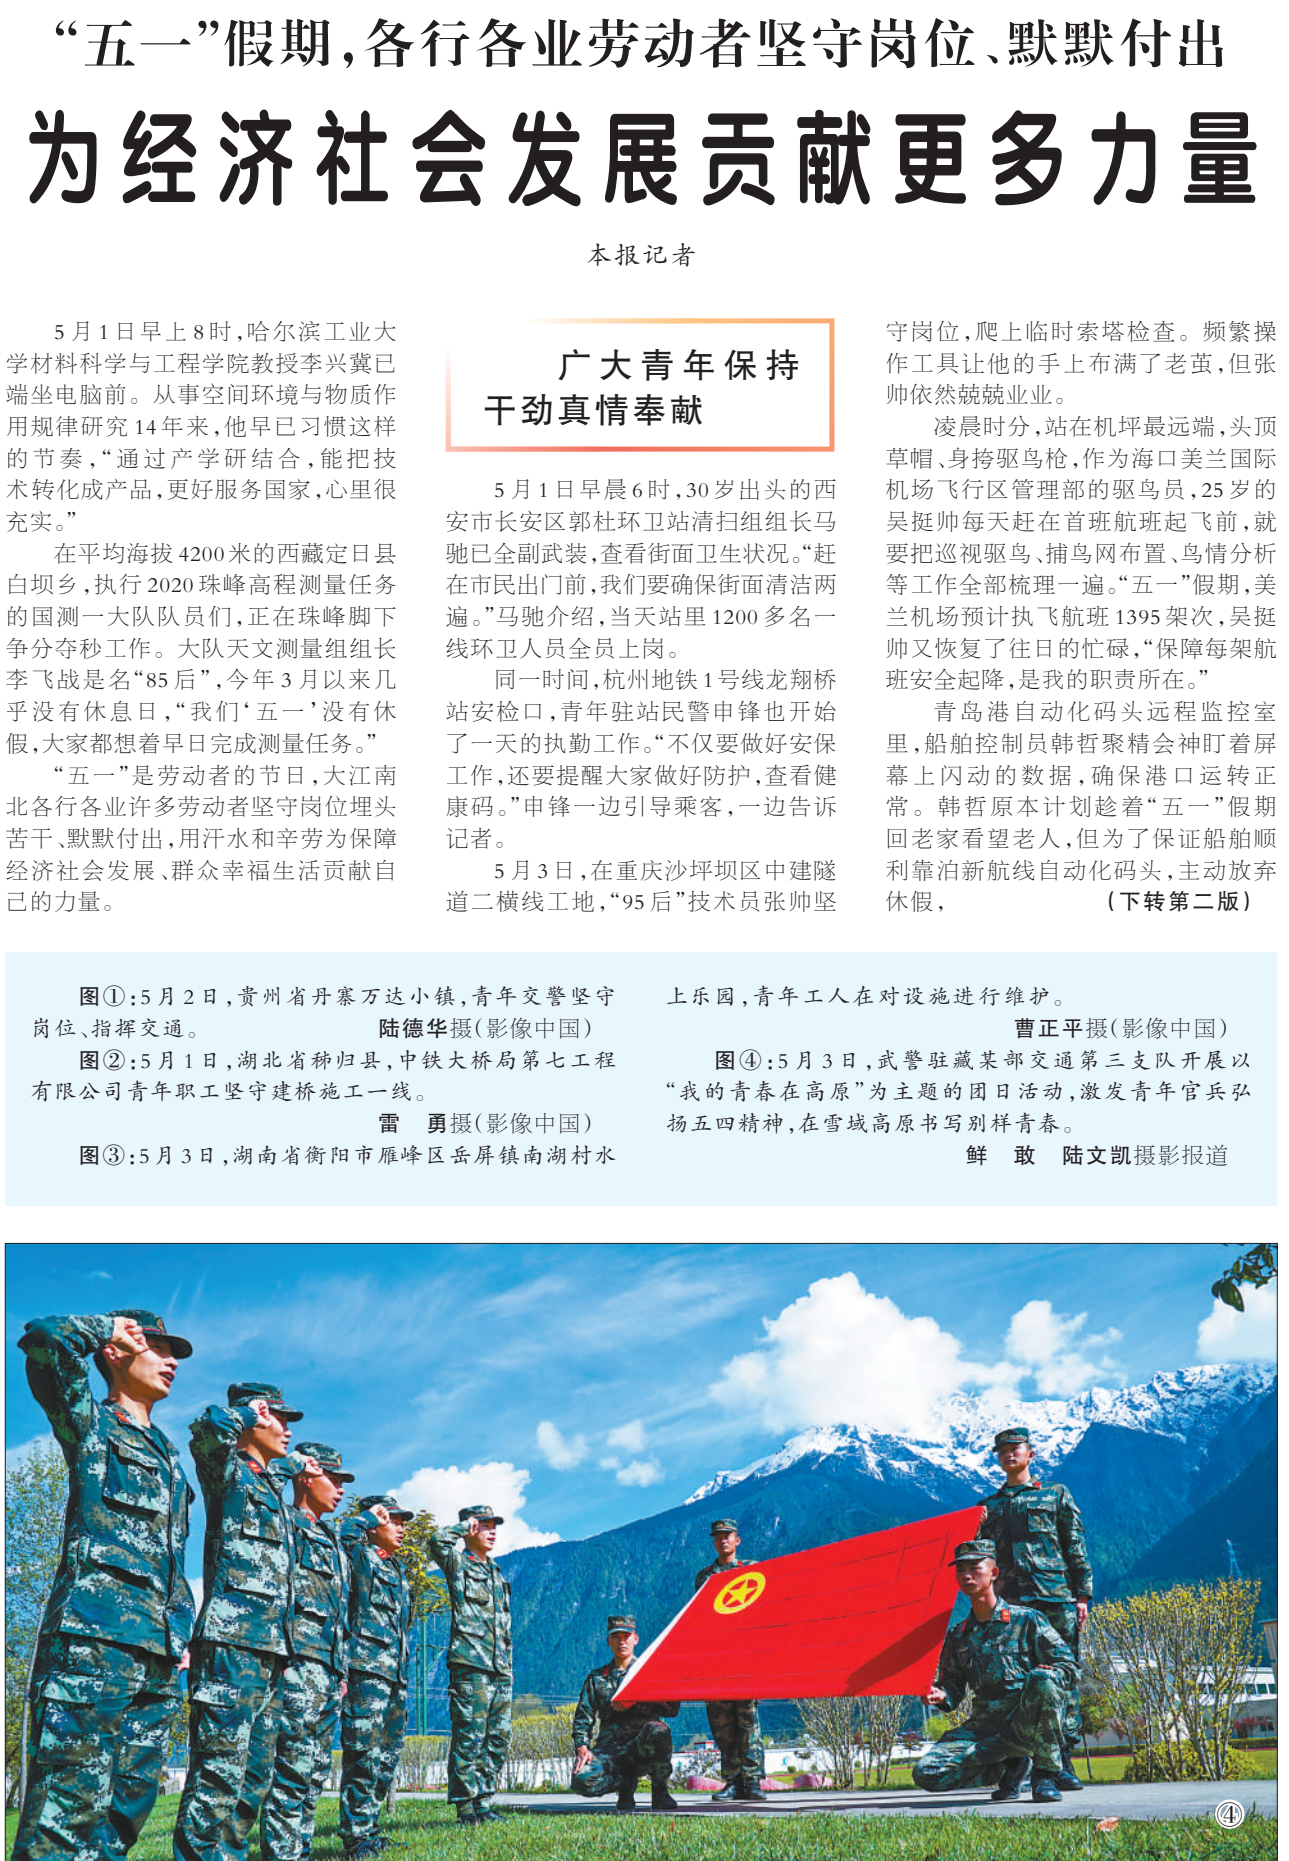 “五一”假期,各行各业劳动者坚守岗位、默默付出
为经济社会发展贡献更多力量
本报记者
5月1日早上8时,哈尔滨工业大
学材料科学与工程学院教授李兴冀已
端坐电脑前。从事空间环境与物质作
用规律研究14年来,他早已习惯这样
的节奏,“通过产学研结合,能把技
术转化成产品,更好服务国家,心里很
充实。”
在平均海拔4200米的西藏定日县
白坝乡,执行2020珠峰高程测量任务
的国测一大队队员们,正在珠峰脚下
争分夺秒工作。大队天文测量组组长
李飞战是名“85后”,今年3月以来几
乎没有休息日,“我们‘五一’没有休
假,大家都想着早日完成测量任务。”
“五一”是劳动者的节日,大江南
北各行各业许多劳动者坚守岗位埋头
苦干、默默付出,用汗水和辛劳为保障
经济社会发展、群众幸福生活贡献自
己的力量。
广大青年保持
干劲真情奉献
5月1日早晨6时,30岁出头的西
安市长安区郭杜环卫站清扫组组长马
驰已全副武装,查看街面卫生状况。“赶
在市民出门前,我们要确保街面清洁两
遍。”马驰介绍,当天站里1200多名一
线环卫人员全员上岗。
同一时间,杭州地铁1号线龙翔桥
站安检口,青年驻站民警申锋也开始
了一天的执勤工作。“不仅要做好安保
工作,还要提醒大家做好防护,查看健
康码。”申锋一边引导乘客,一边告诉
记者。
5月3日,在重庆沙坪坝区中建隧
道二横线工地,“95后”技术员张帅坚
守岗位,爬上临时索塔检查。频繁操
作工具让他的手上布满了老茧,但张
帅依然兢兢业业。
凌晨时分,站在机坪最远端,头顶
草帽、身挎驱鸟枪,作为海口美兰国际
机场飞行区管理部的驱鸟员,25岁的
吴挺帅每天赶在首班航班起飞前,就
要把巡视驱鸟、捕鸟网布置、鸟情分析
等工作全部梳理一遍。“五一”假期,美
兰机场预计执飞航班1395架次,吴挺
帅又恢复了往日的忙碌,“保障每架航
班安全起降,是我的职责所在。”
青岛港自动化码头远程监控室
里,船舶控制员韩哲聚精会神盯着屏
幕上闪动的数据,确保港口运转正
常。韩哲原本计划趁着“五一”假期
回老家看望老人,但为了保证船舶顺
利靠泊新航线自动化码头,主动放弃
休假, (下转第二版)
图①:5月2日,贵州省丹寨万达小镇,青年交警坚守
岗位、指挥交通。 陆德华摄(影像中国)
图②:5月1日,湖北省秭归县,中铁大桥局第七工程
有限公司青年职工坚守建桥施工一线。
雷 勇摄(影像中国)
图③:5月3日,湖南省衡阳市雁峰区岳屏镇南湖村水
上乐园,青年工人在对设施进行维护。
曹正平摄(影像中国)
图④:5月3日,武警驻藏某部交通第三支队开展以
“我的青春在高原”为主题的团日活动,激发青年官兵弘
扬五四精神,在雪域高原书写别样青春。
鲜 敢 陆文凯摄影报道
④